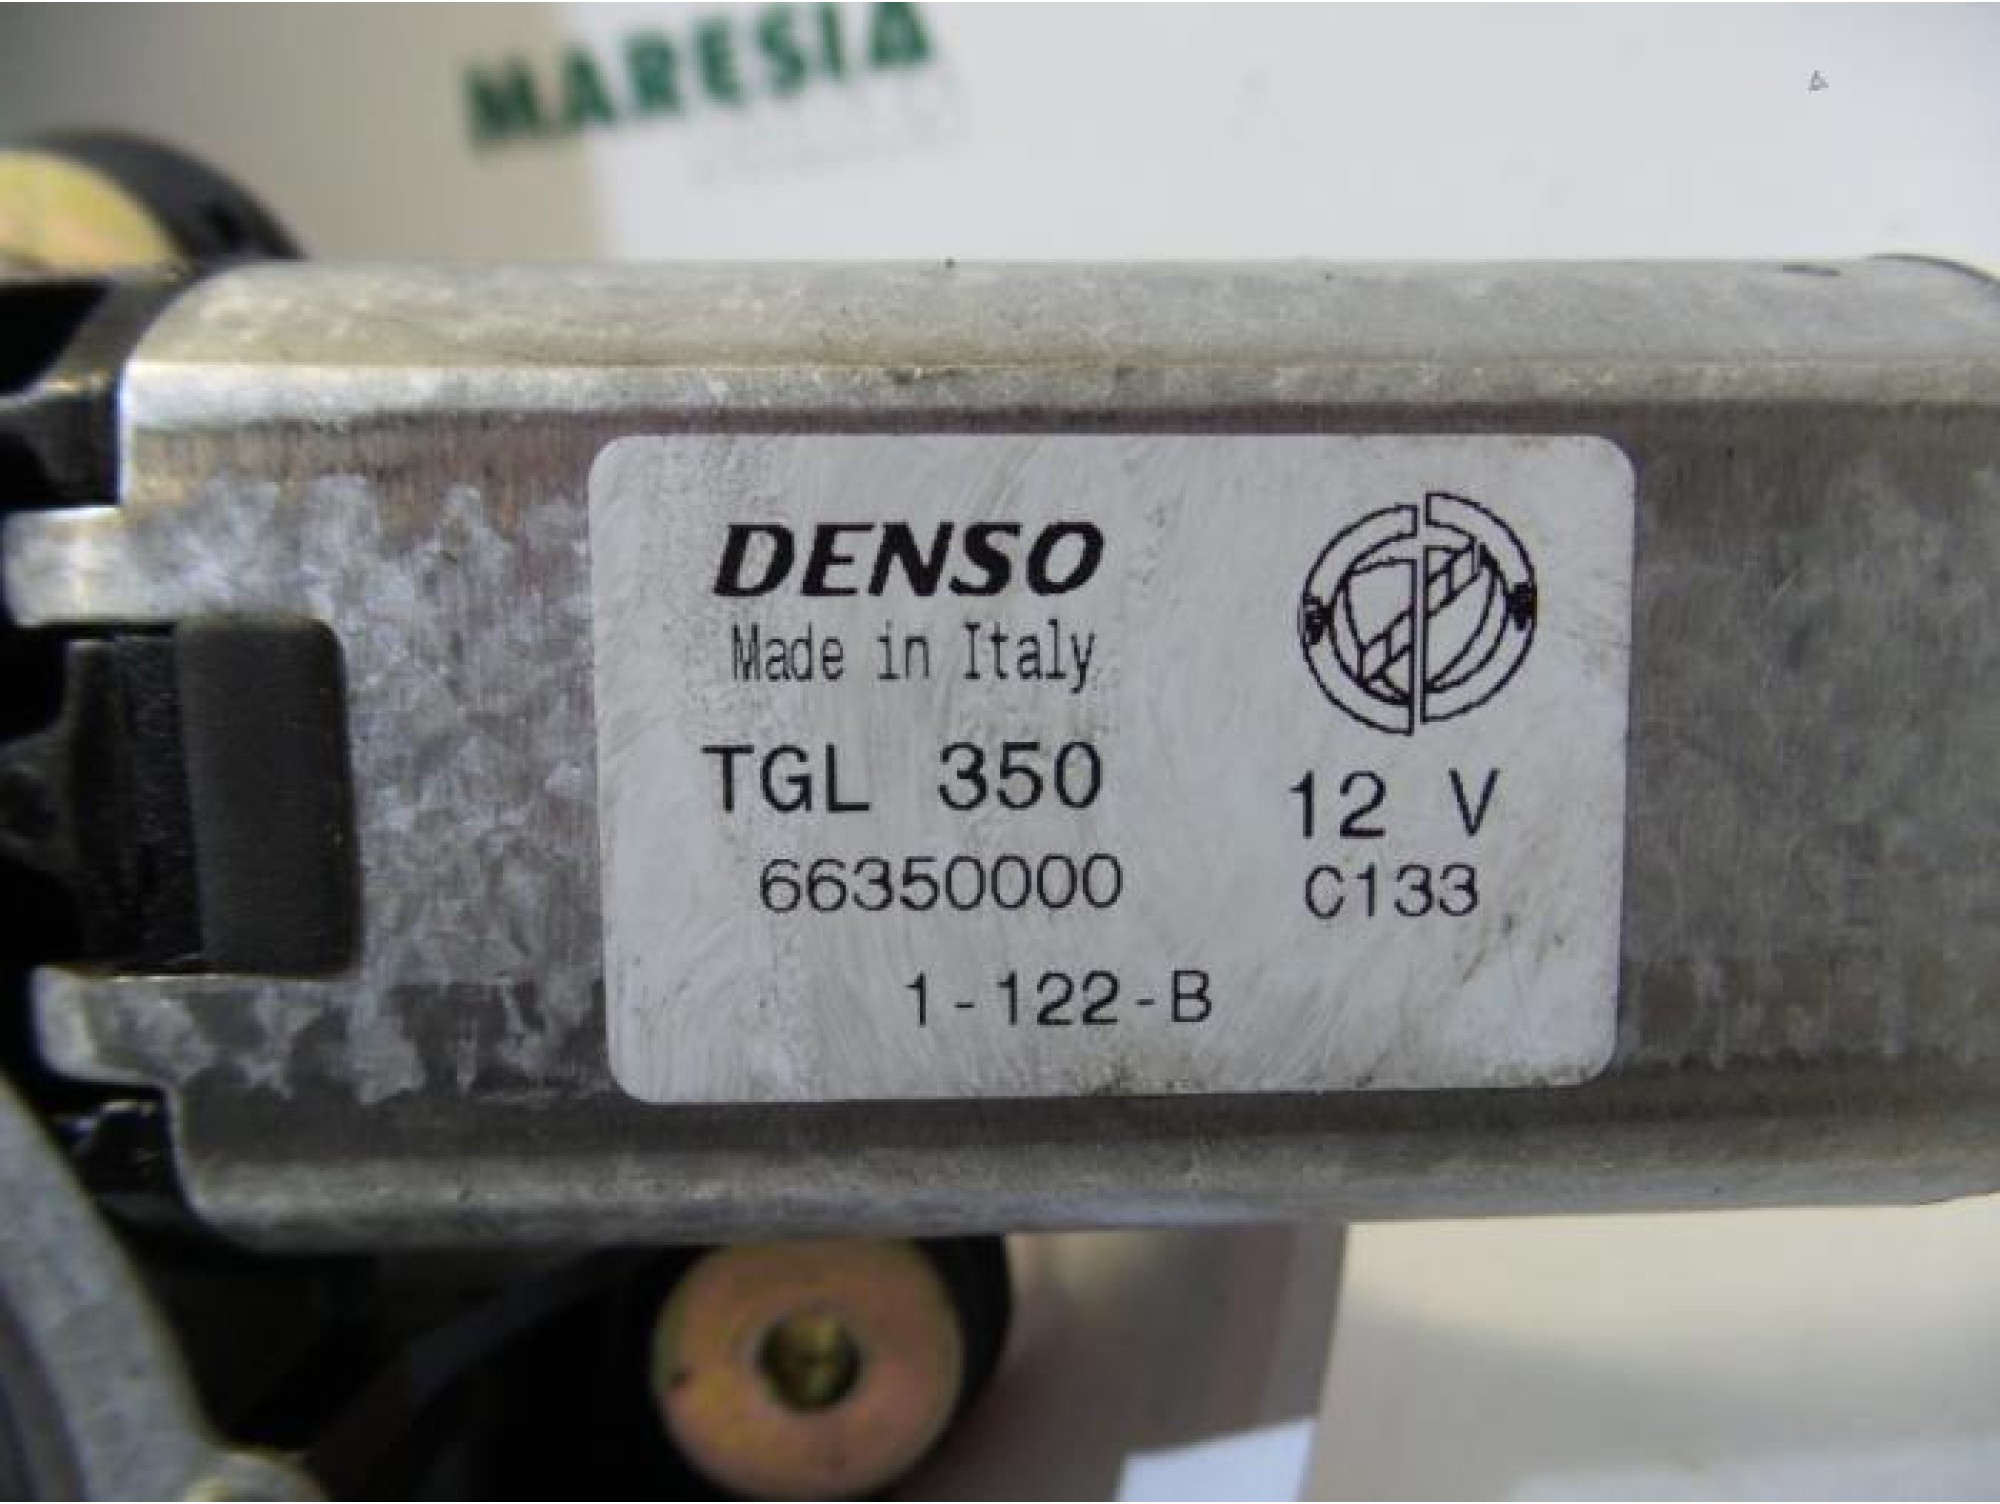 MARESIA
DENSO
Made in Italy
TGL 350
12 V
66350000
C133
1-122-B